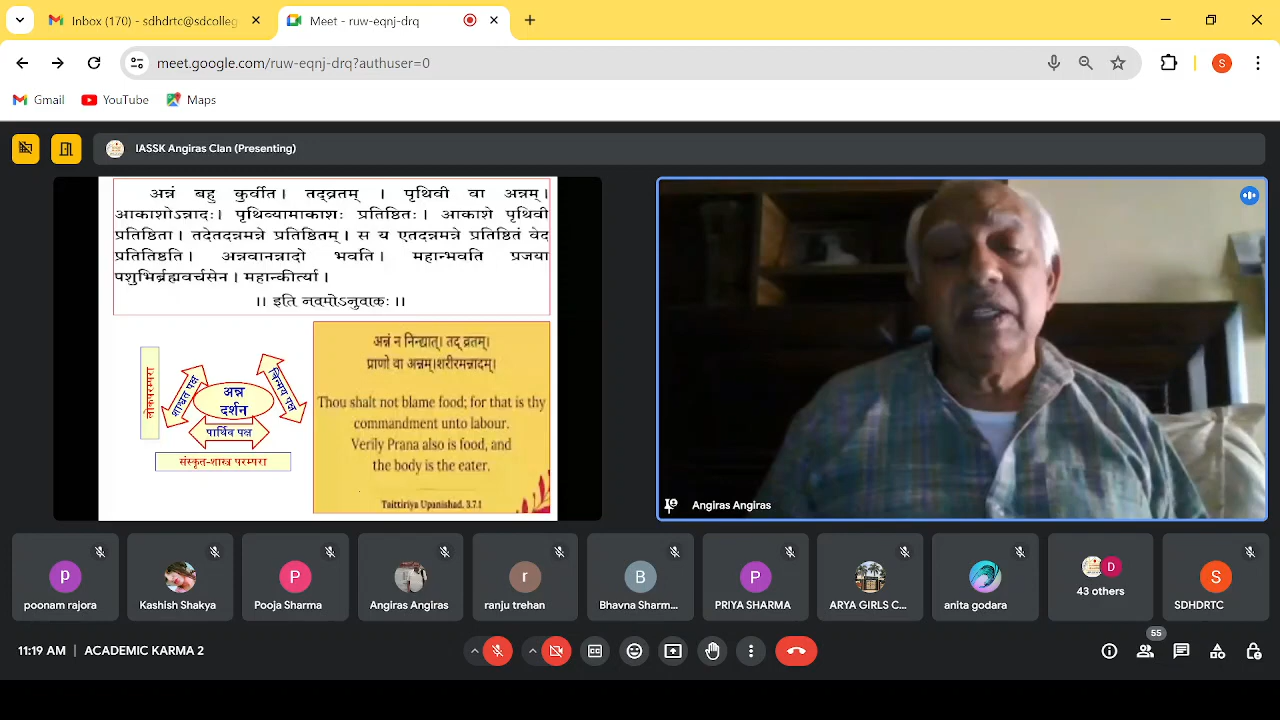 Inbox (170) - sdhdrtc@sdcolleg
Meet - ruw-eqnj-drq
meet.google.com/ruw-eqnj-drq?authuser=0
S
Gmail
YouTube
Maps
IASSK Angiras Clan (Presenting)
अन्नं बहु कुर्वीत। तद्व्रतम् । पृथिवी वा अन्नम्।
आकाशोऽन्नादः। पृथिव्यामाकाशः प्रतिष्ठितः। आकाशे पृथिवी
प्रतिष्ठिता। तदेतदन्नमन्ने प्रतिष्ठितम्। स य एतदन्नमन्ने प्रतिष्ठितं वेद
प्रतितिष्ठति। अन्नवानन्नादो भवति। महान्भवति प्रजया
पशुभिर्ब्रह्मवर्चसेन। महान्कीर्त्या।
।। इति नवमोऽनुवाकः ।।
लोकपरम्परा
शाश्वत पक्ष
अन्न
दर्शन
चिन्मय पक्ष
पार्थिव पक्ष
संस्कृत-शास्त्र परम्परा
अन्नं न निन्द्यात्। तद् व्रतम्।
प्राणो वा अन्नम्।शरीरमन्नादम्।
Thou shalt not blame food; for that is thy
commandment unto labour.
Verily Prana also is food, and
the body is the eater.
Taittiriya Upanishad, 3.7.1
Angiras Angiras
p
poonam rajora
Kashish Shakya
P
Pooja Sharma
Angiras Angiras
r
ranju trehan
B
Bhavna Sharm...
P
PRIYA SHARMA
ARYA GIRLS C...
anita godara
D
43 others
S
SDHDRTC
11:19 AM | ACADEMIC KARMA 2
55